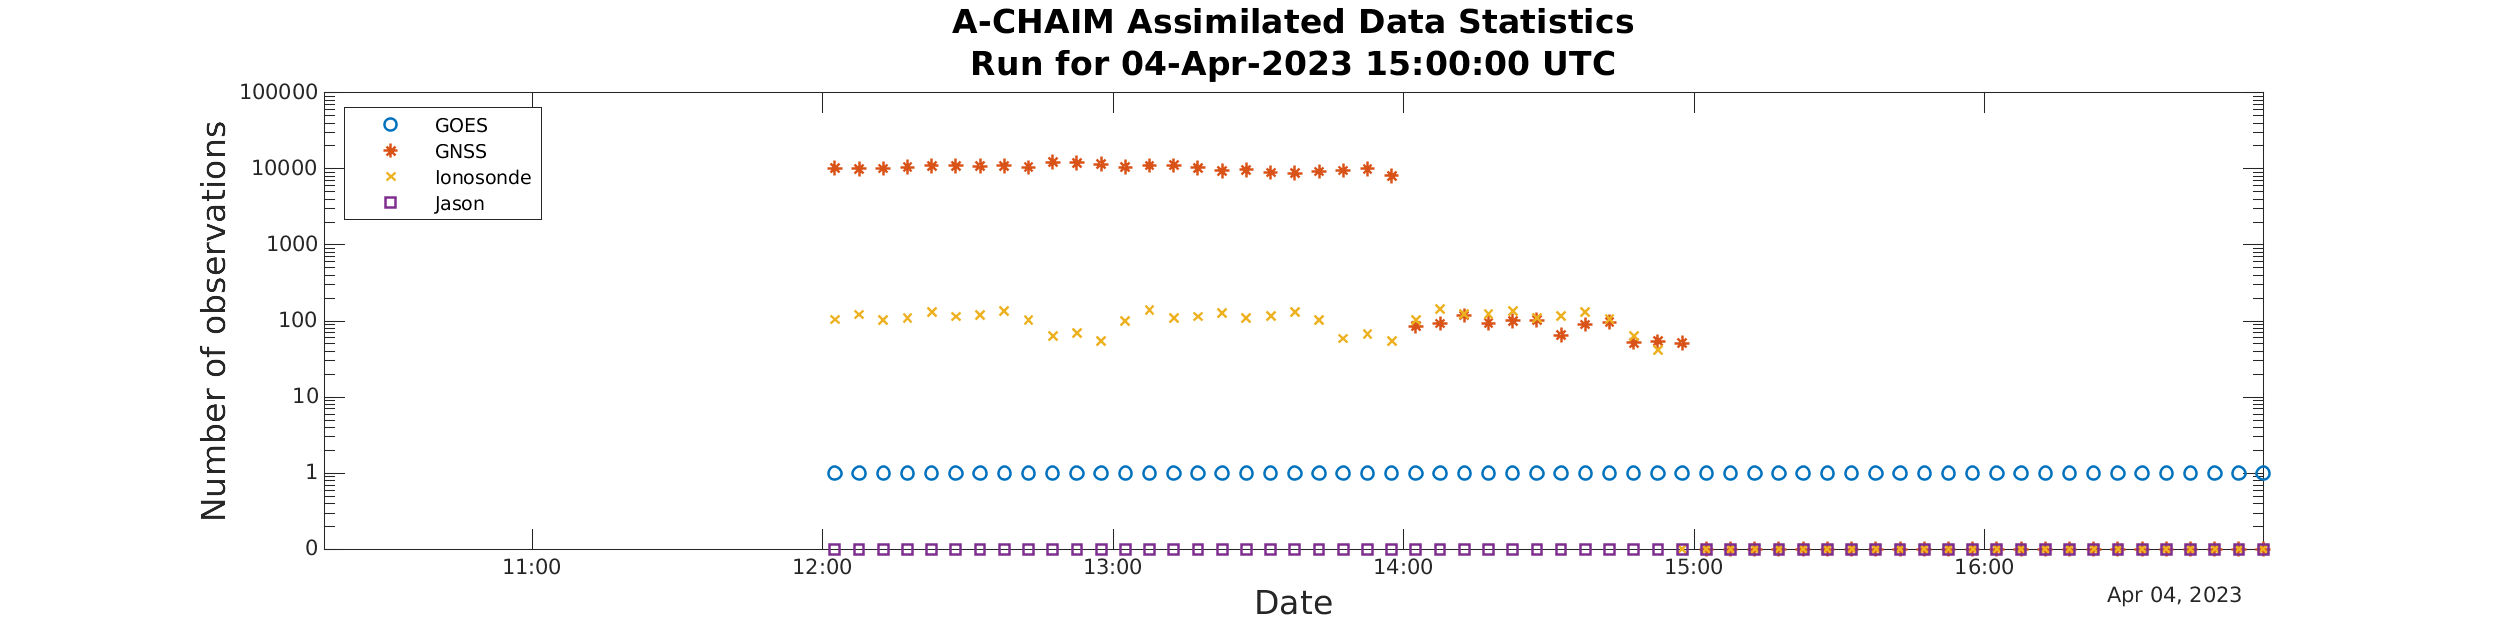 A-CHAIM Assimilated Data Statistics
Run for 04-Apr-2023 15:00:00 UTC
100000
10000
1000
100
10
1
0
Number of observations
GOES
GNSS
Ionosonde
Jason
11:00
12:00
13:00
14:00
15:00
16:00
Date
Apr 04, 2023